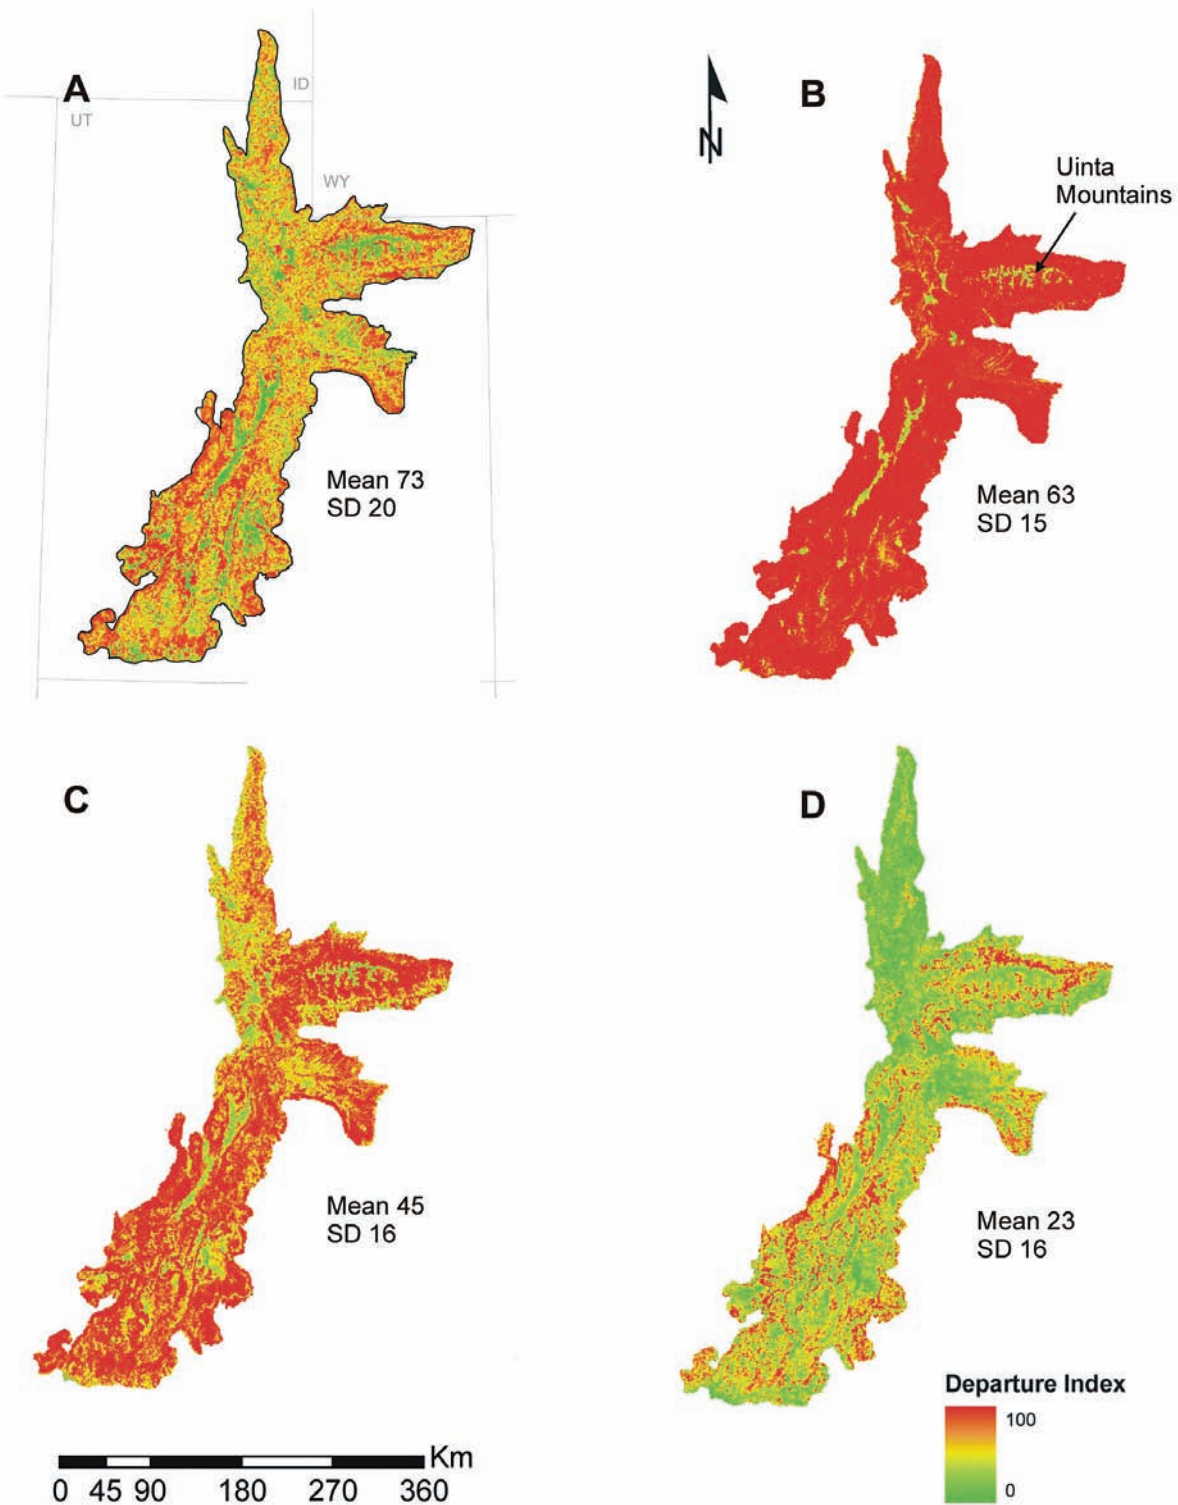 A
ID
UT
WY
Mean 73
SD 20
N
B
Uinta
Mountains
Mean 63
SD 15
C
Mean 45
SD 16
D
Mean 23
SD 16
Departure Index
100
0
Km
0 45 90 180 270 360